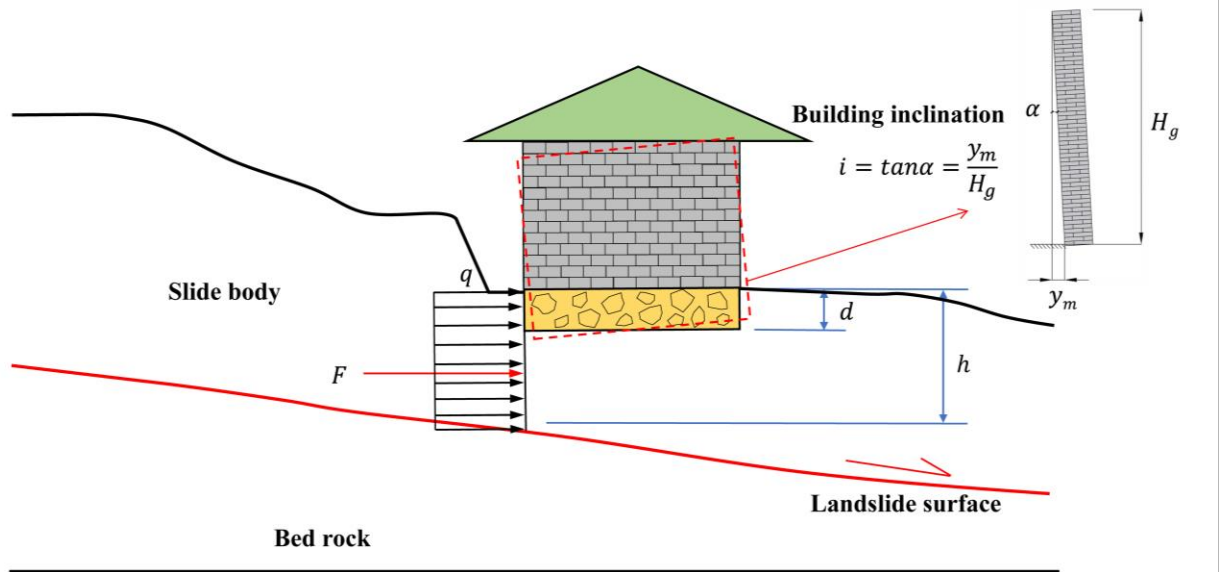 Building inclination
i = tanα = y_m / H_g
α
H_g
y_m
q
Slide body
d
h
F
Landslide surface
Bed rock